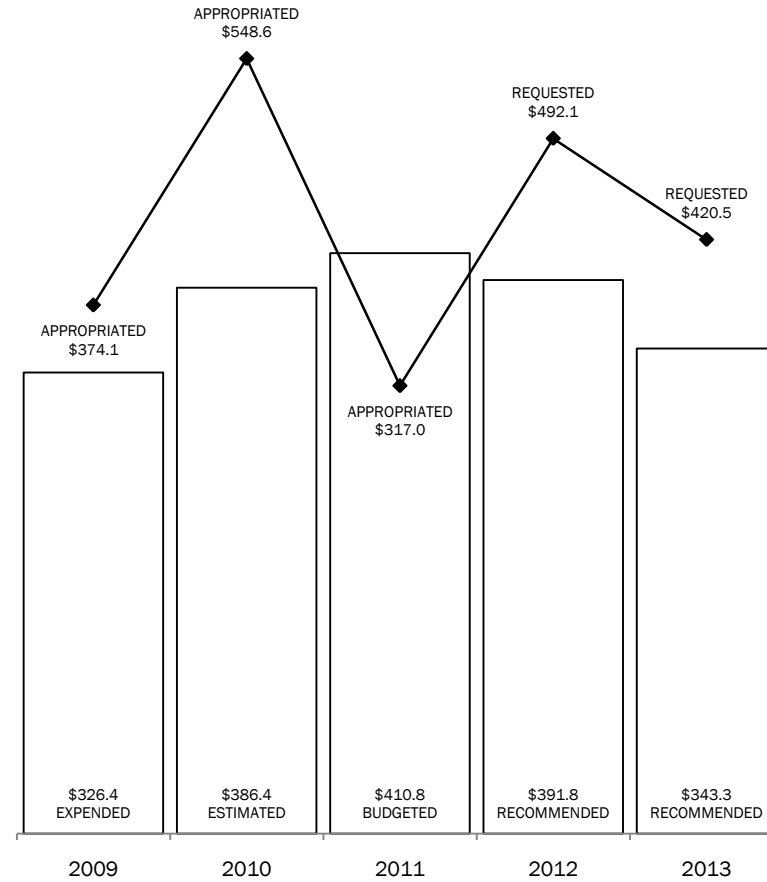 APPROPRIATED
$548.6
REQUESTED
$492.1
REQUESTED
$420.5
APPROPRIATED
$374.1
APPROPRIATED
$317.0
$326.4
EXPENDED
$386.4
ESTIMATED
$410.8
BUDGETED
$391.8
RECOMMENDED
$343.3
RECOMMENDED
2009
2010
2011
2012
2013